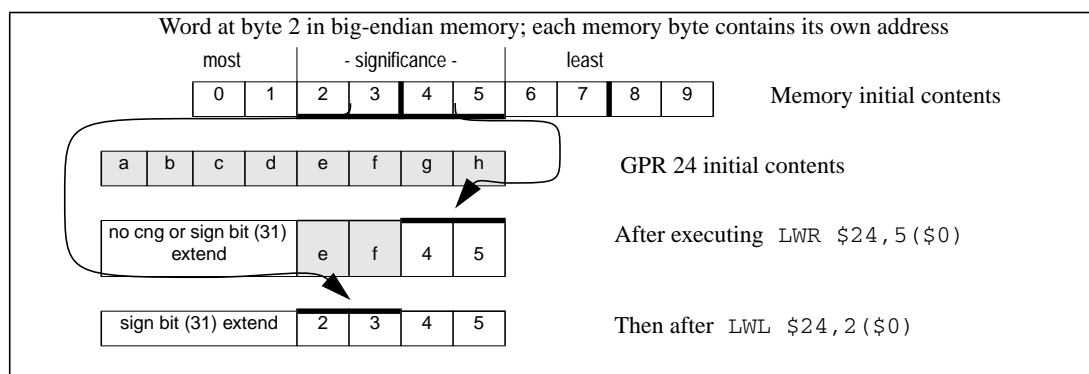 Word at byte 2 in big-endian memory; each memory byte contains its own address
most - significance - least
0 1 2 3 4 5 6 7 8 9 Memory initial contents
a b c d e f g h GPR 24 initial contents
no cng or sign bit (31) extend e f 4 5 After executing LWR $24,5($0)
sign bit (31) extend 2 3 4 5 Then after LWL $24,2($0)